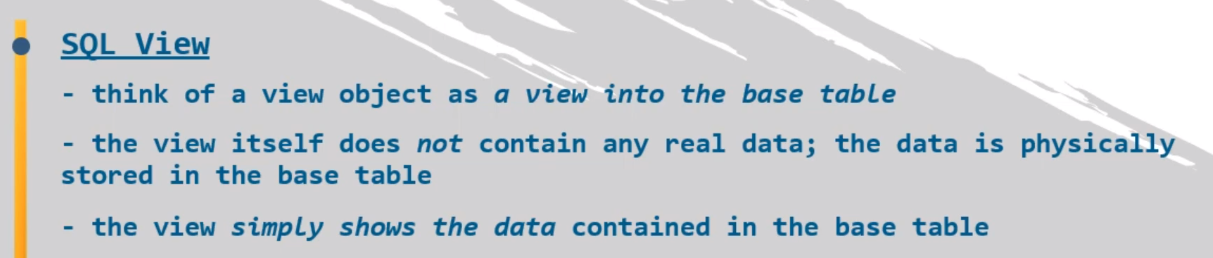 SQL View
- think of a view object as a view into the base table
- the view itself does not contain any real data; the data is physically
stored in the base table
- the view simply shows the data contained in the base table